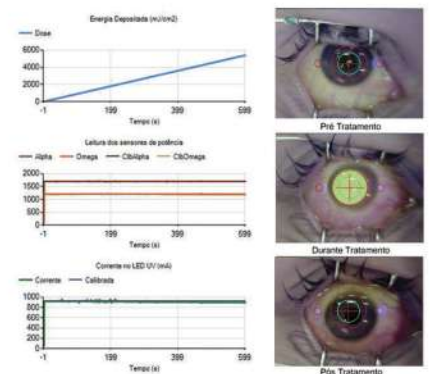 Energia Depositada (mJ/cm2)
Dose
6000
4000
2000
0
-1 199 399 599
Tempo (s)
Pré Tratamento
Leitura dos sensores de potência
Alpha Omega ClbAlpha ClbOmega
2000
1500
1000
500
0
-1 199 399 599
Tempo (s)
Durante Tratamento
Corrente no LED UV (mA)
Corrente Calibrada
1000
800
600
400
200
0
-1 199 399 599
Tempo (s)
Pós Tratamento